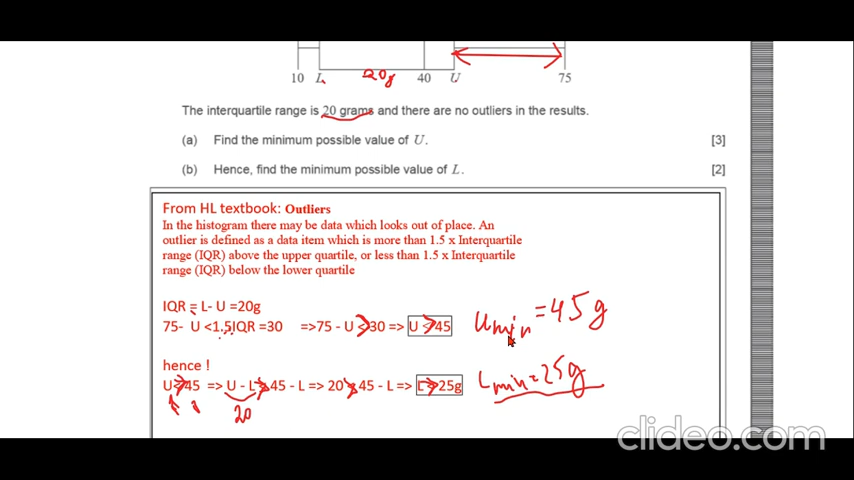 10 L 20g 40 U 75
The interquartile range is 20 grams and there are no outliers in the results.
(a) Find the minimum possible value of U. [3]
(b) Hence, find the minimum possible value of L. [2]
From HL textbook: Outliers
In the histogram there may be data which looks out of place. An
outlier is defined as a data item which is more than 1.5 x Interquartile
range (IQR) above the upper quartile, or less than 1.5 x Interquartile
range (IQR) below the lower quartile
IQR = L- U =20g
75- U <1.5IQR =30 =>75 - U > 30 => U > 45
Umin = 45g
hence !
U > 45 => U - L > 45 - L => 20 > 45 - L => L > 25g
Lmin = 25g
20
clideo.com